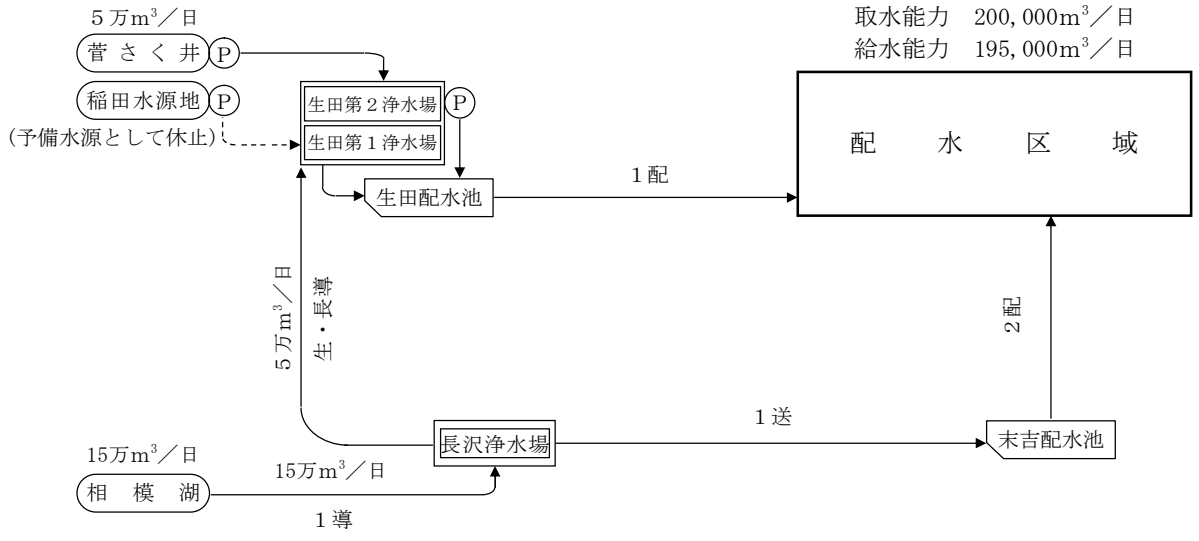 5万m³／日
取水能力 200,000m³／日
給水能力 195,000m³／日
菅さく井
P
稲田水源地
P
(予備水源として休止)
生田第２浄水場
P
生田第１浄水場
配水区域
生田配水池
１配
5万m³／日
生・長導
２配
１送
長沢浄水場
末吉配水池
15万m³／日
15万m³／日
相模湖
１導